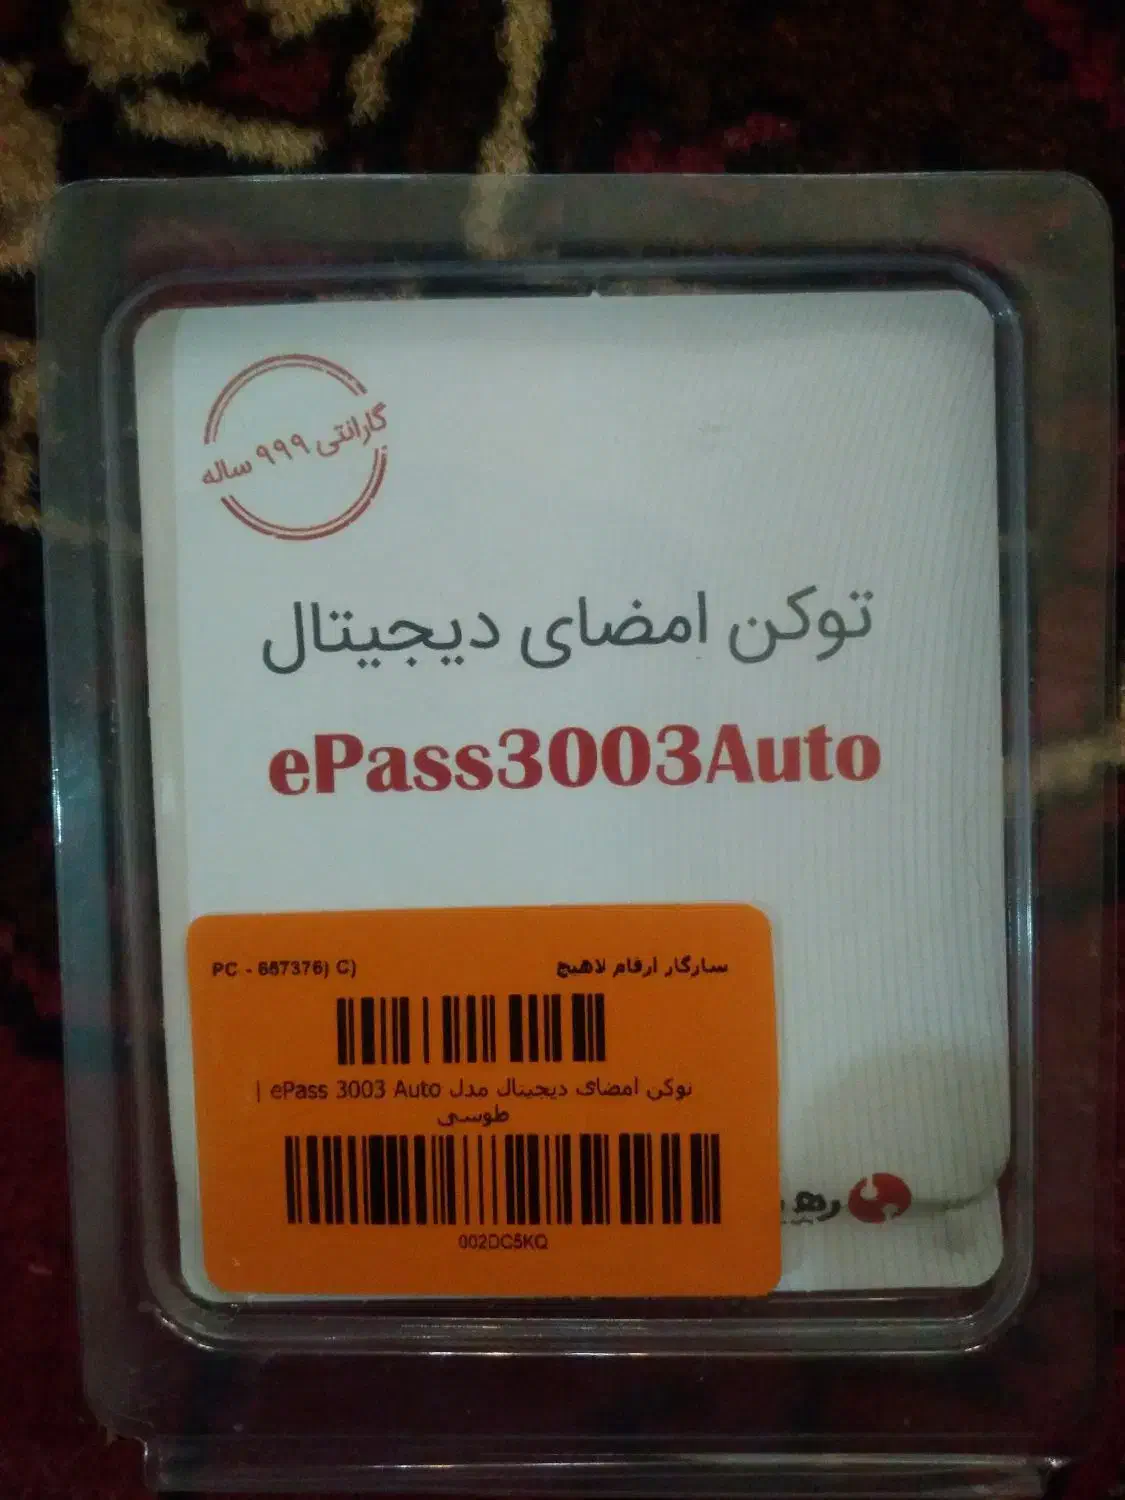 گارانتی ۹۹۹ ساله
توکن امضای دیجیتال
ePass3003Auto
سازگار ارقام لاهیج
PC - 667376) C)
توکن امضای دیجیتال مدل ePass 3003 Auto |
طوسی
002DC5KQ